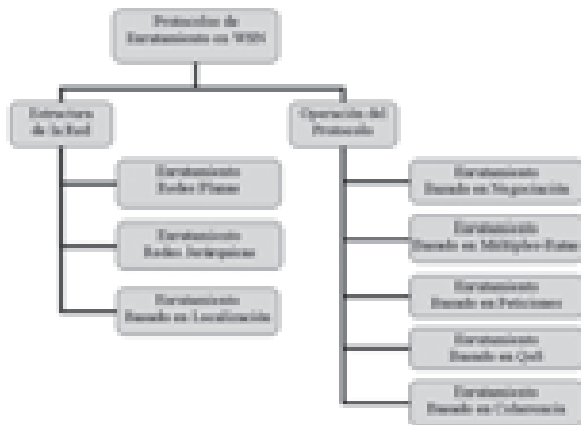 Protocolos de
Enrutamiento en WSN
Estructura
de la Red
Operación del
Protocolo
Enrutamiento
Redes Planas
Enrutamiento
Redes Jerárquicas
Enrutamiento
Basado en Localización
Enrutamiento
Basado en Negociación
Enrutamiento
Basado en Múltiples-Rutas
Enrutamiento
Basado en Peticiones
Enrutamiento
Basado en QoS
Enrutamiento
Basado en Coherencia